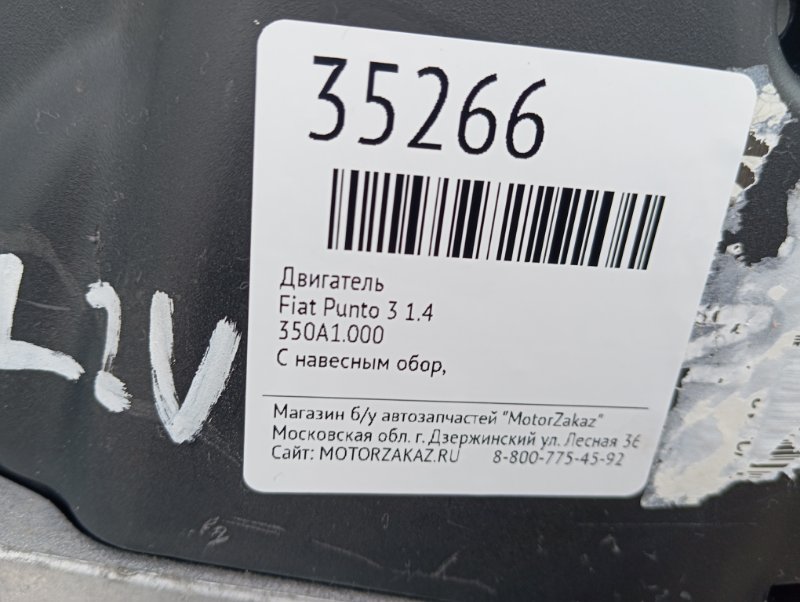 35266
Двигатель
Fiat Punto 3 1.4
350A1.000
С навесным обор,
Магазин б/у автозапчастей "MotorZakaz"
Московская обл. г. Дзержинский ул. Лесная 36
Сайт: MOTORZAKAZ.RU 8-800-775-45-92